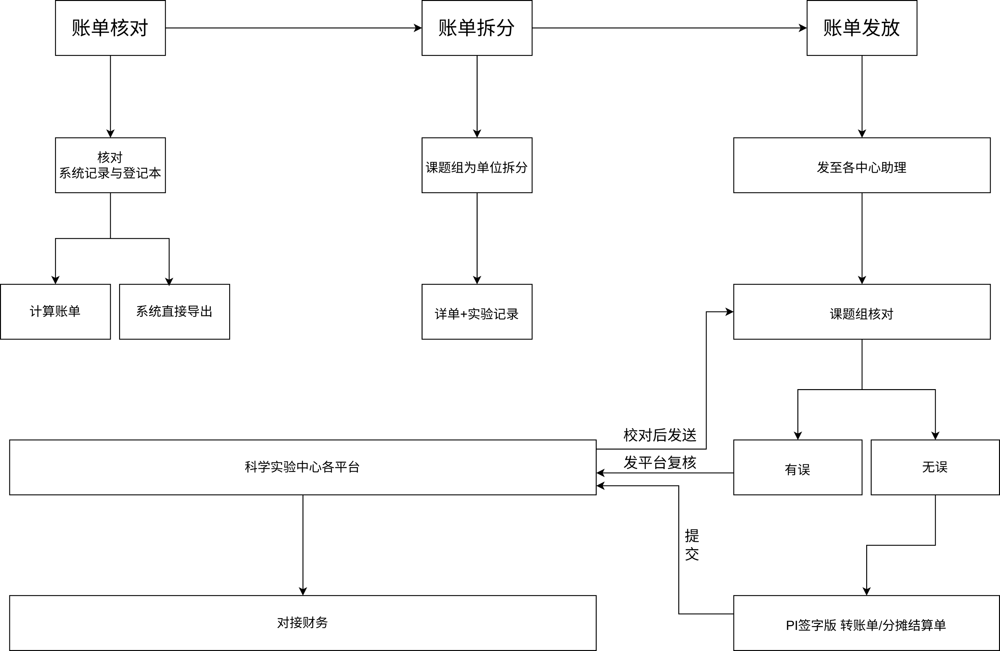 账单核对
账单拆分
账单发放
核对
系统记录与登记本
课题组为单位拆分
发至各中心助理
计算账单
系统直接导出
详单+实验记录
课题组核对
校对后发送
科学实验中心各平台
发平台复核
有误
无误
提
交
对接财务
PI签字版 转账单/分摊结算单